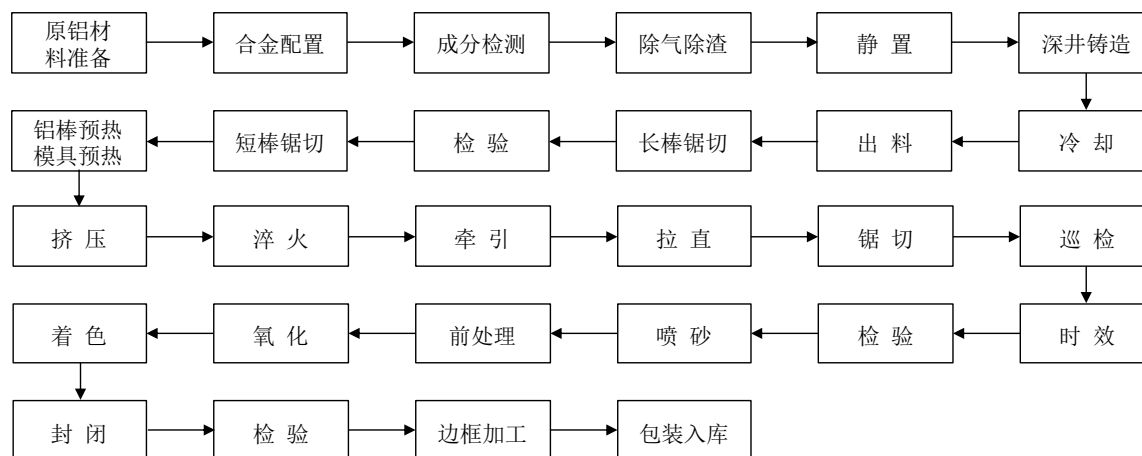 原铝材
料准备
合金配置
成分检测
除气除渣
静 置
深井铸造
铝棒预热
模具预热
短棒锯切
检 验
长棒锯切
出 料
冷 却
挤 压
淬 火
牵 引
拉 直
锯 切
巡 检
着 色
氧 化
前处理
喷 砂
检 验
时 效
封 闭
检 验
边框加工
包装入库